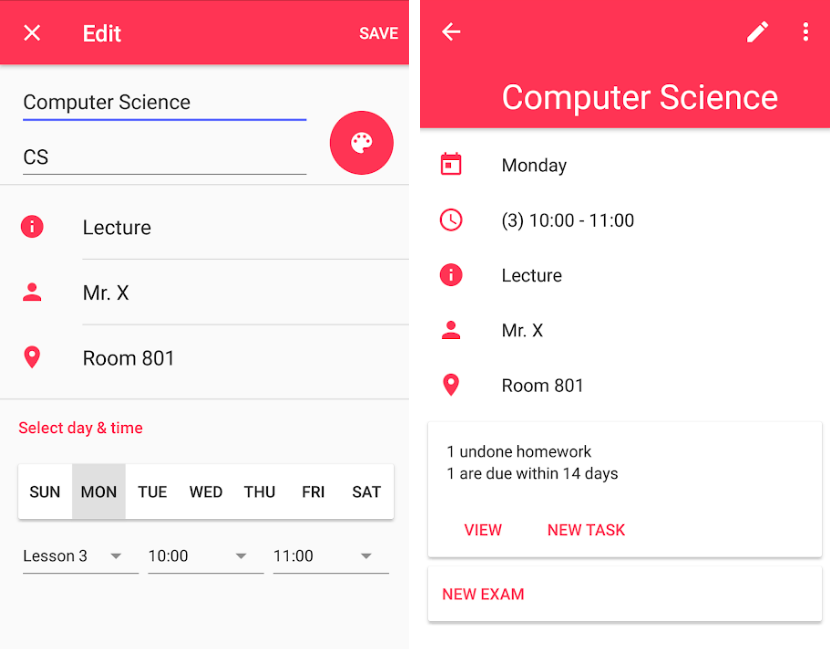 Edit
SAVE
Computer Science
CS
Lecture
Mr. X
Room 801
Select day & time
SUN MON TUE WED THU FRI SAT
Lesson 3 10:00 11:00
Computer Science
Monday
(3) 10:00 - 11:00
Lecture
Mr. X
Room 801
1 undone homework
1 are due within 14 days
VIEW NEW TASK
NEW EXAM